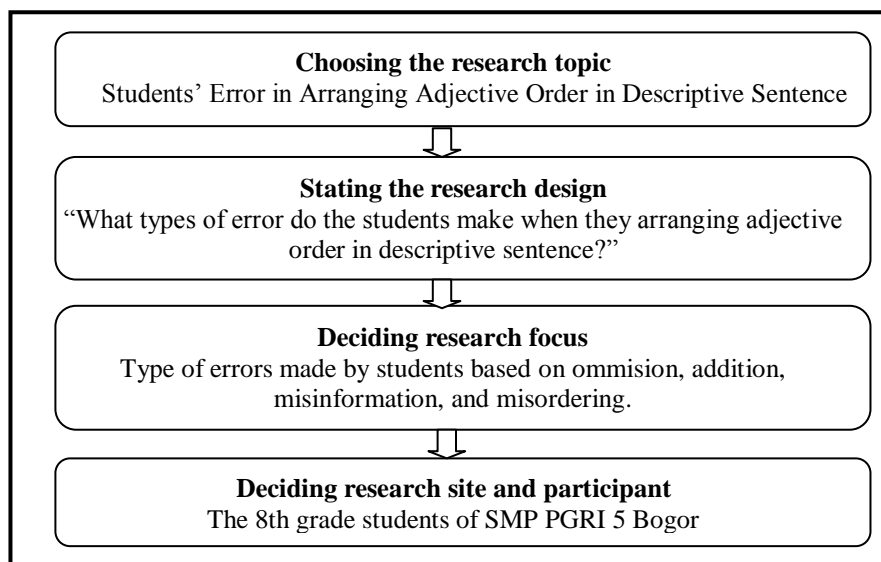 Choosing the research topic
Students’ Error in Arranging Adjective Order in Descriptive Sentence
Stating the research design
“What types of error do the students make when they arranging adjective
order in descriptive sentence?”
Deciding research focus
Type of errors made by students based on ommision, addition,
misinformation, and misordering.
Deciding research site and participant
The 8th grade students of SMP PGRI 5 Bogor